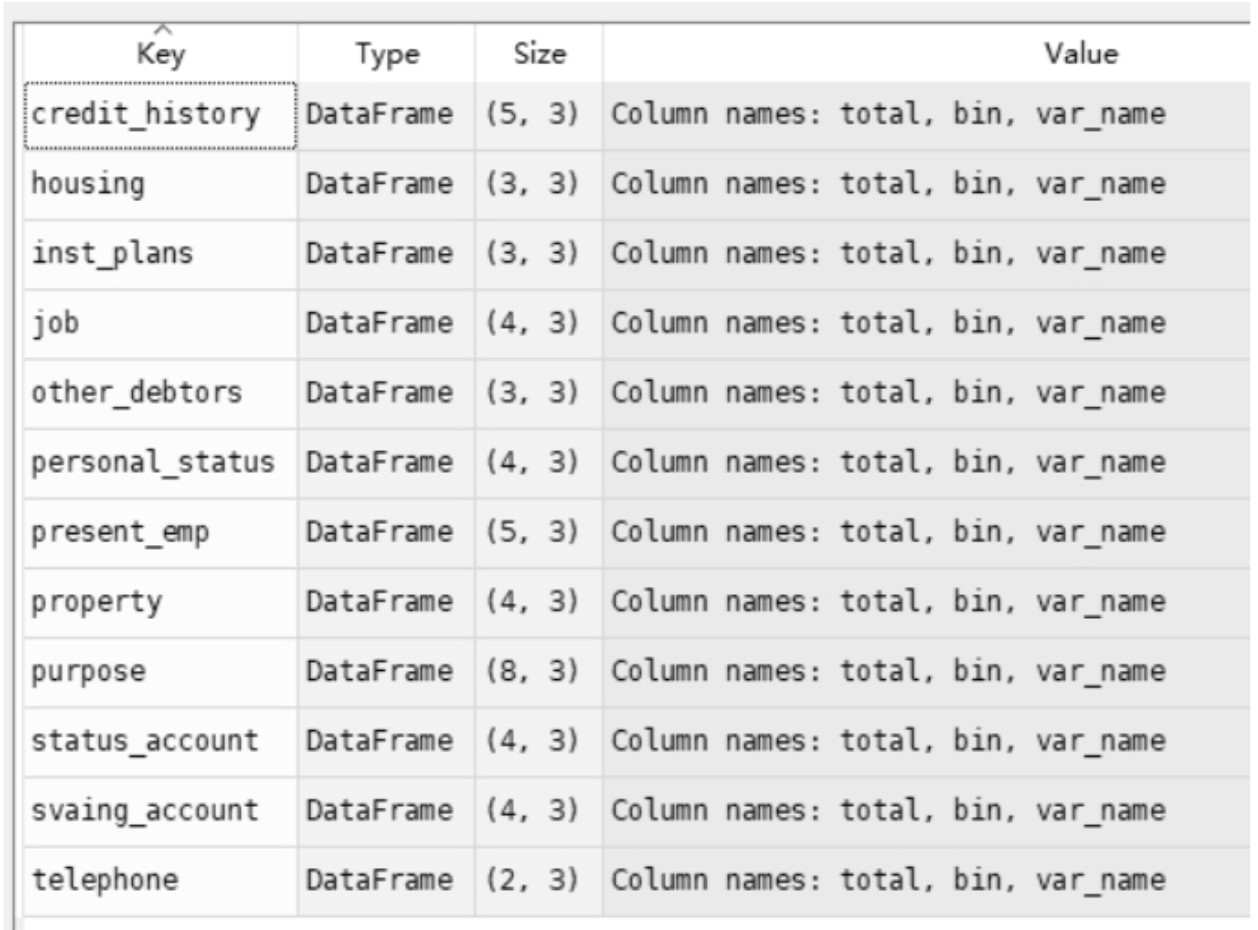 Key Type Size Value
credit_history DataFrame (5, 3) Column names: total, bin, var_name
housing DataFrame (3, 3) Column names: total, bin, var_name
inst_plans DataFrame (3, 3) Column names: total, bin, var_name
job DataFrame (4, 3) Column names: total, bin, var_name
other_debtors DataFrame (3, 3) Column names: total, bin, var_name
personal_status DataFrame (4, 3) Column names: total, bin, var_name
present_emp DataFrame (5, 3) Column names: total, bin, var_name
property DataFrame (4, 3) Column names: total, bin, var_name
purpose DataFrame (8, 3) Column names: total, bin, var_name
status_account DataFrame (4, 3) Column names: total, bin, var_name
svaing_account DataFrame (4, 3) Column names: total, bin, var_name
telephone DataFrame (2, 3) Column names: total, bin, var_name